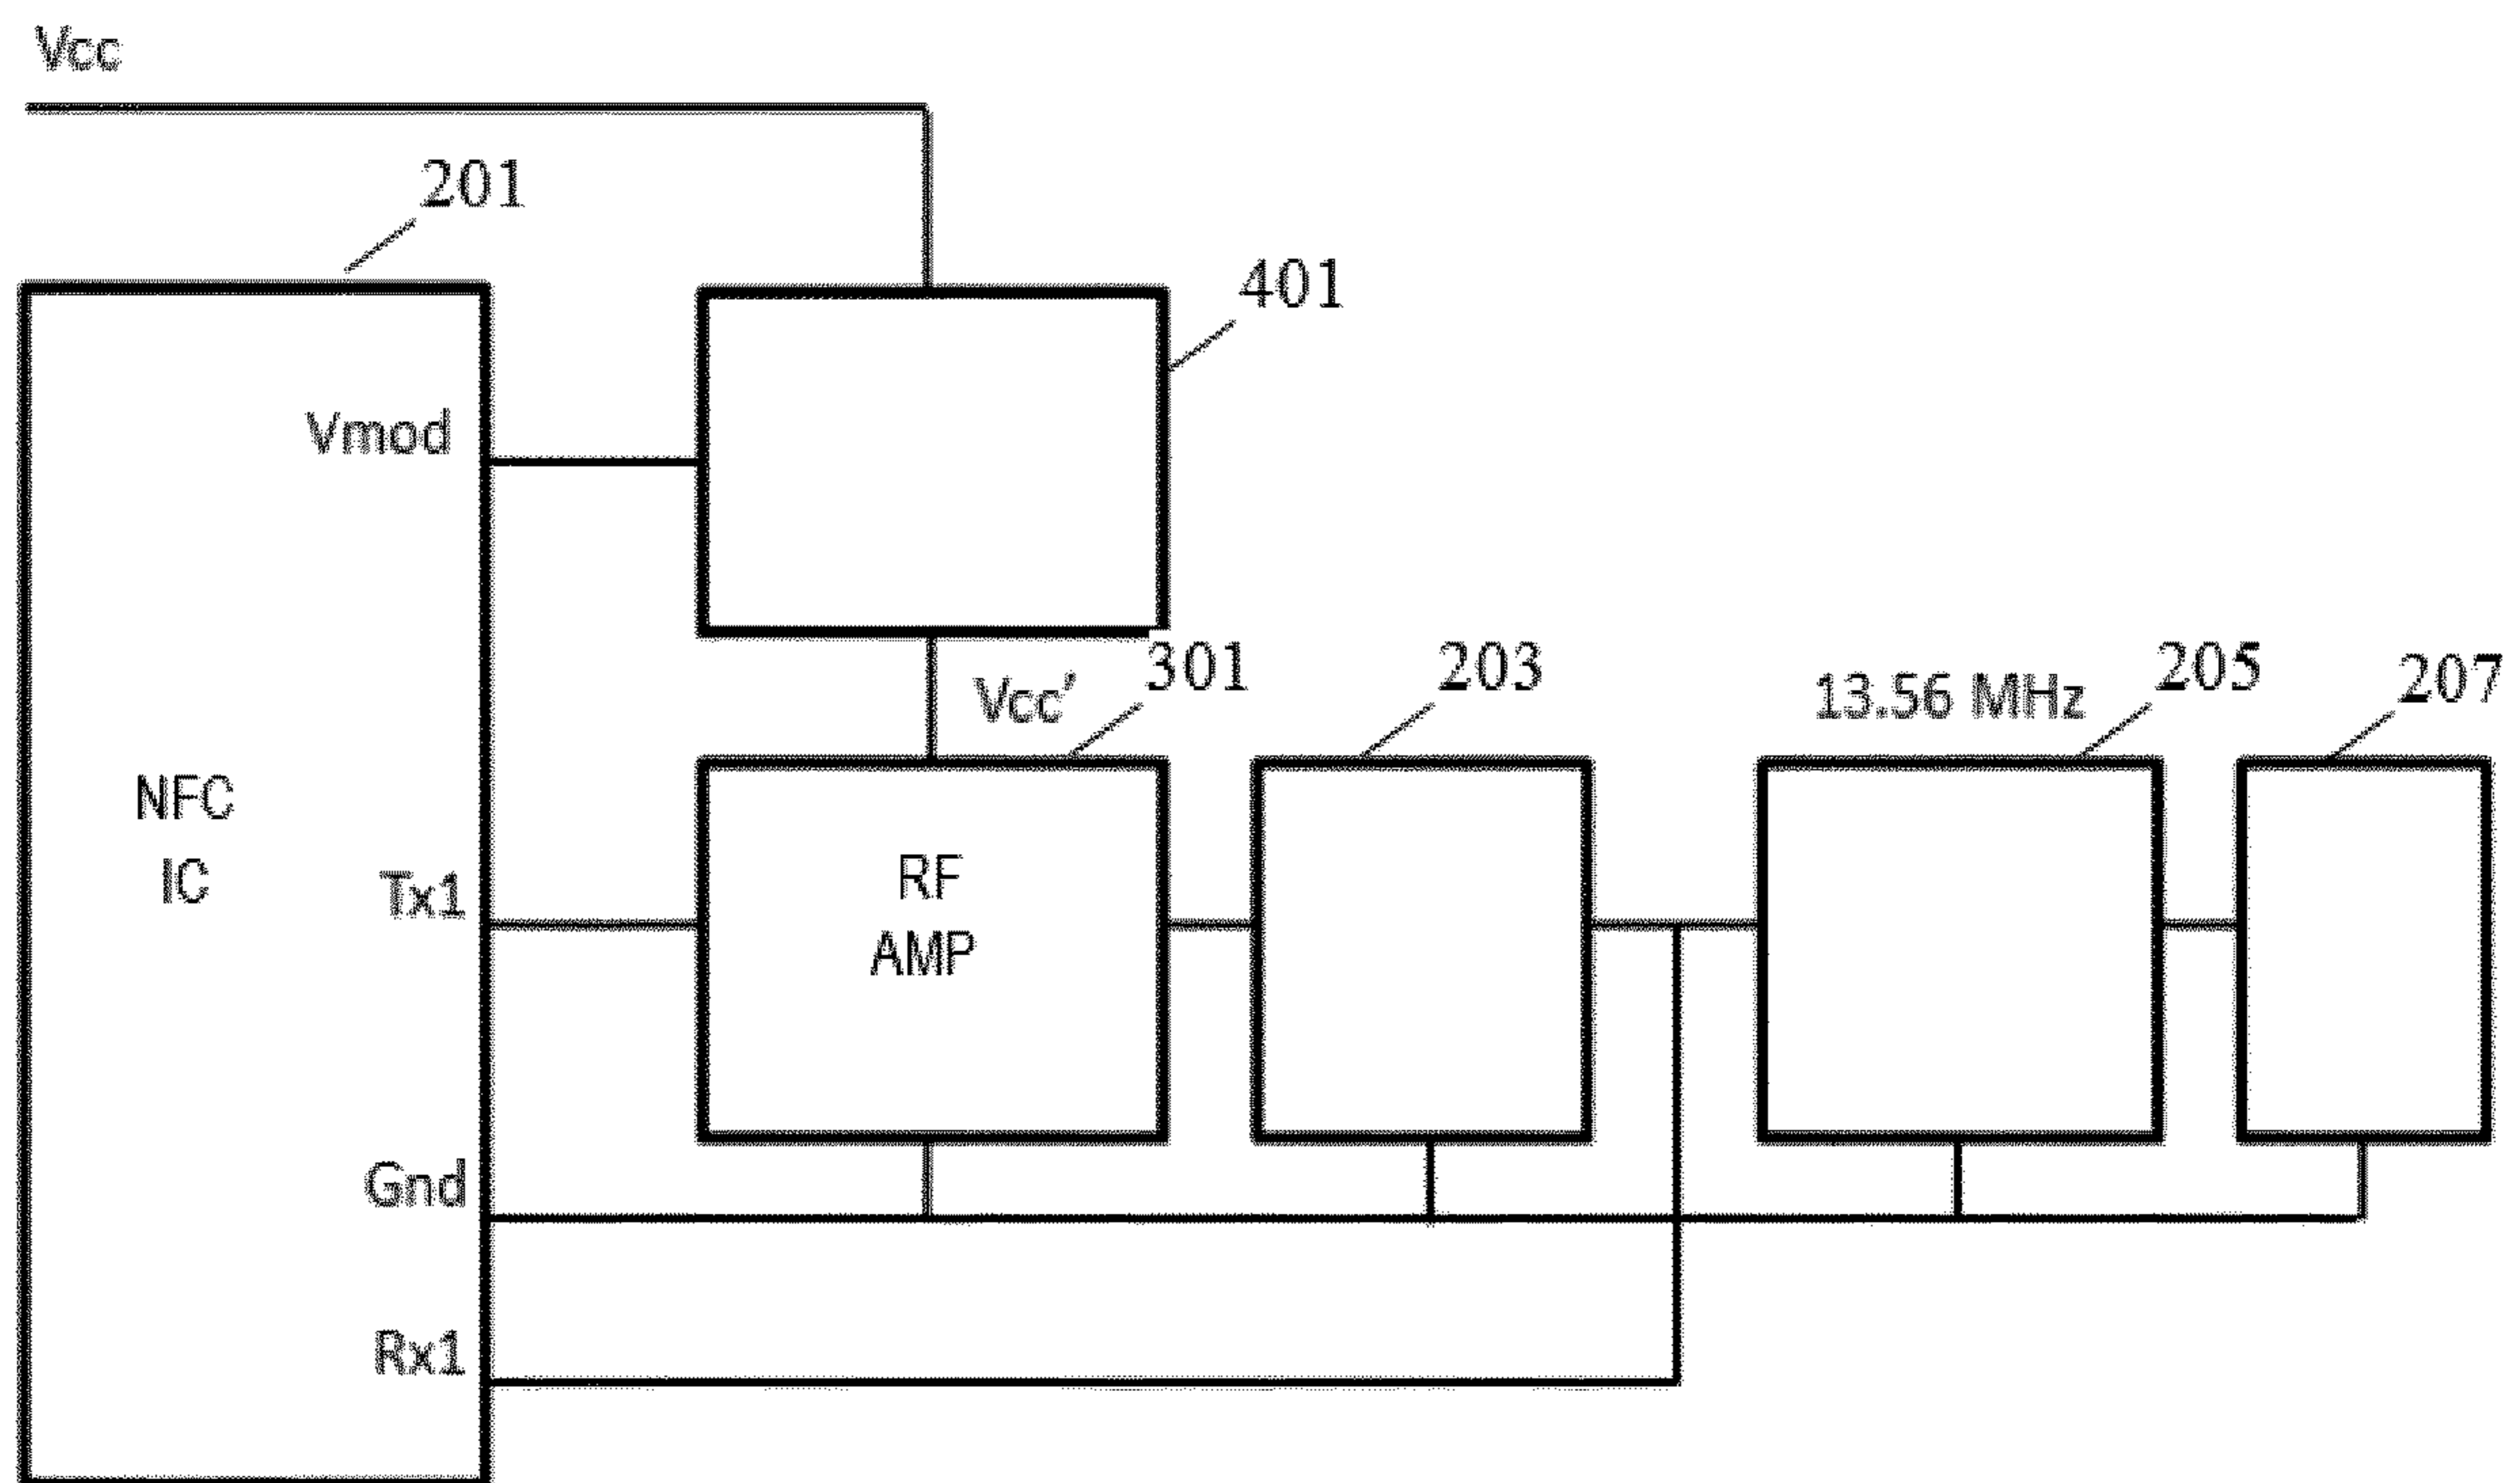 Vcc
201
401
Vmod
301
203
205
207
Vcc'
13.56 MHz
NFC
IC
Tx1
RF
AMP
Gnd
Rx1